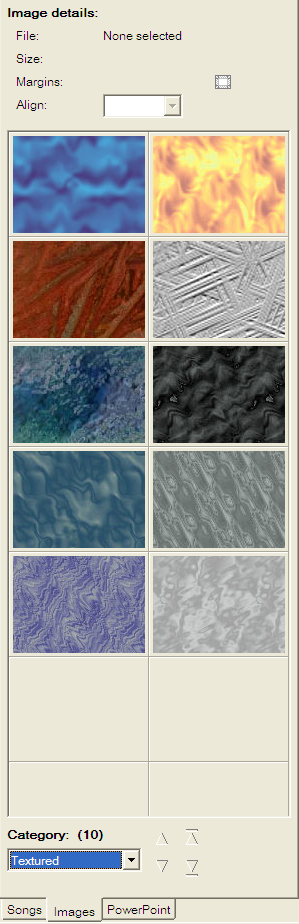 Image details:
File: None selected
Size:
Margins:
Align:
Category: (10)
Textured
Songs Images PowerPoint